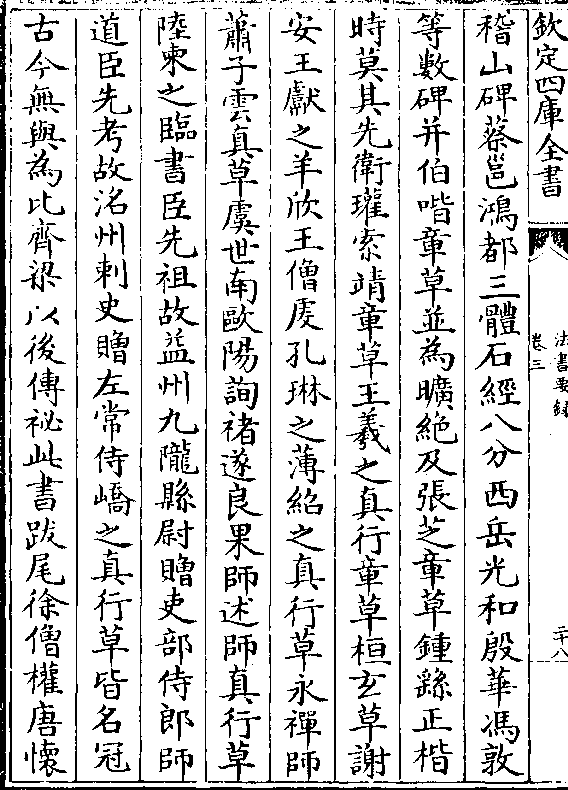 欽定四庫全書
法書要録
卷三
二十八
稽山碑蔡邕鴻都三體石經八分西岳光和殷華馮敦
等數碑并伯喈章草並為曠絶及張芝章草鍾繇正楷
時莫其先衛瓘索靖章草王羲之真行章草桓玄草謝
安王獻之羊欣王僧䖍孔琳之薄紹之真行草永禪師
蕭子雲真草虞世南歐陽詢禇遂良果師述師真行草
陸柬之臨書臣先祖故益州九隴縣尉贈吏部侍郎師
道臣先考故洺州刺史贈左常侍嶠之真行草皆名冠
古今無與為比齊梁以後傳祕此書跋尾徐僧權唐懐